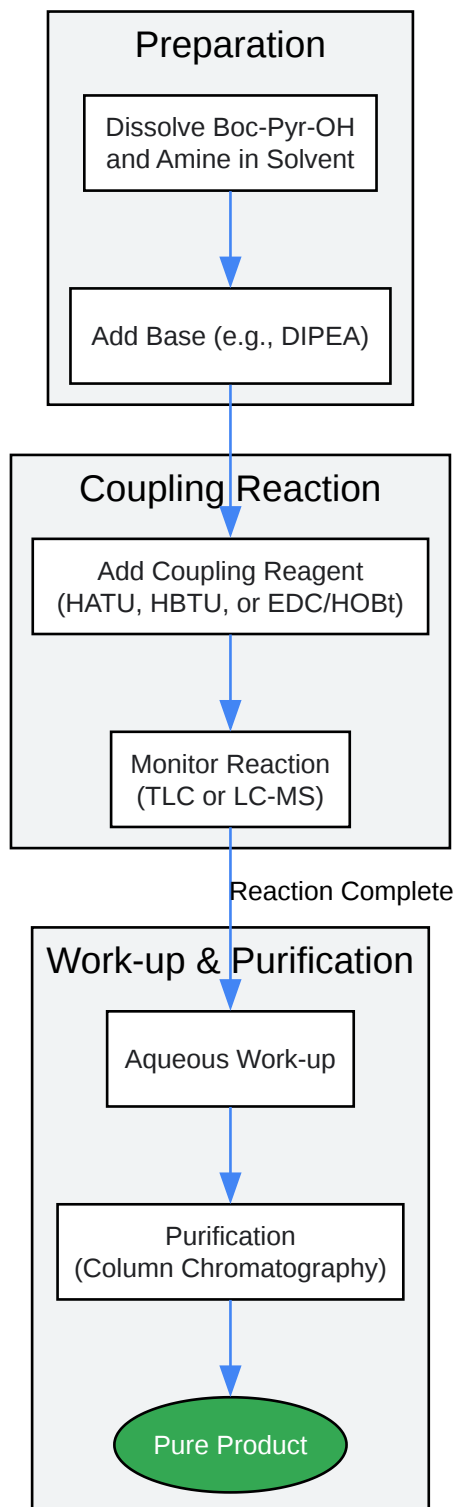 Preparation
Dissolve Boc-Pyr-OH
and Amine in Solvent
Add Base (e.g., DIPEA)
Coupling Reaction
Add Coupling Reagent
(HATU, HBTU, or EDC/HOBt)
Monitor Reaction
(TLC or LC-MS)
Reaction Complete
Work-up & Purification
Aqueous Work-up
Purification
(Column Chromatography)
Pure Product